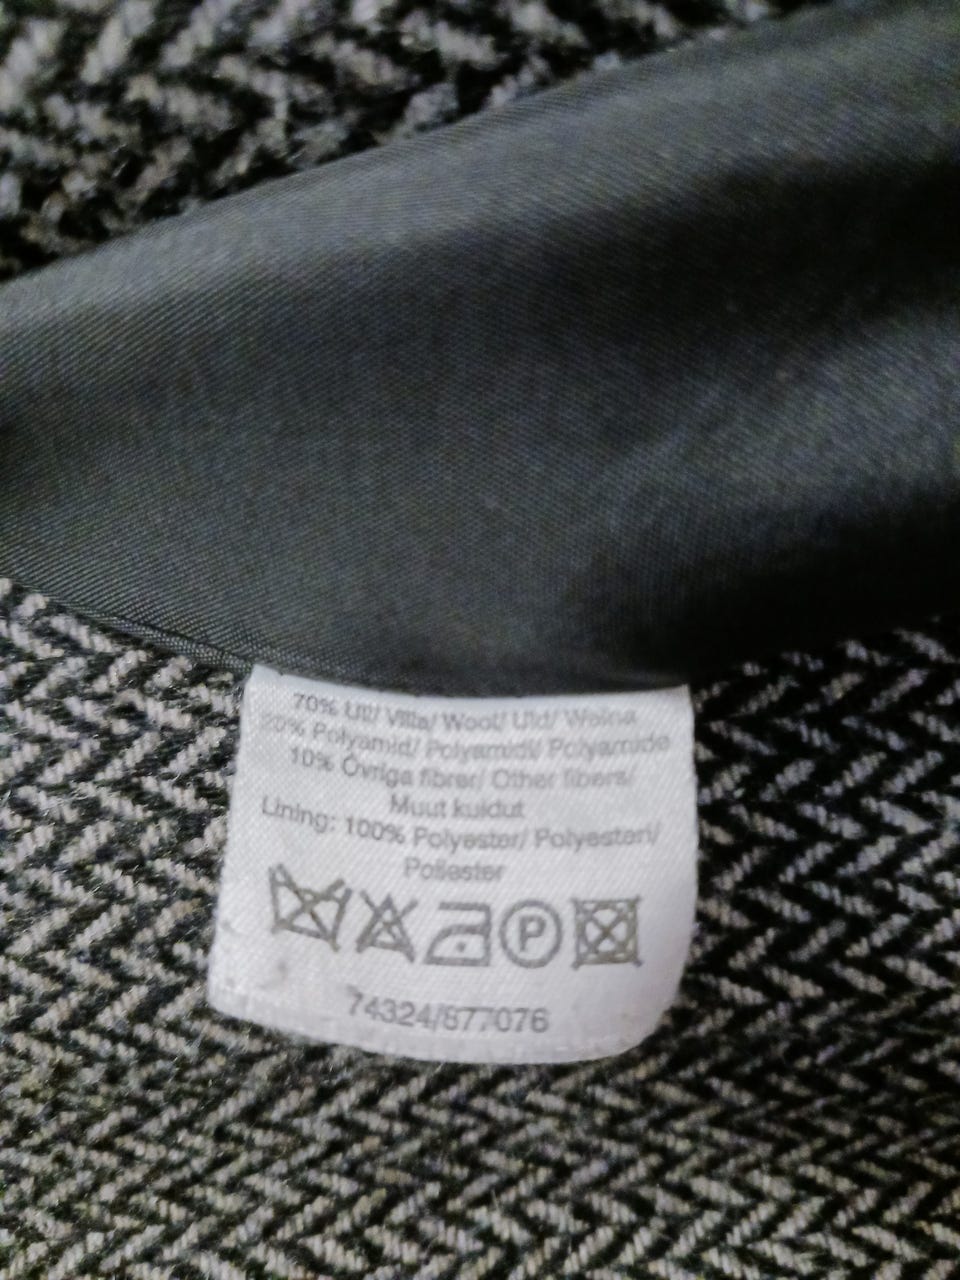 70% Ull/ Villa/ Wool/ Uld/ Welna
20% Polyamid/ Polyamidi/ Polyamide
10% Övriga fibrer/ Other fibers/
Muut kuidut
Lining: 100% Polyester/ Polyesteri/
Poliester
P
74324/877076